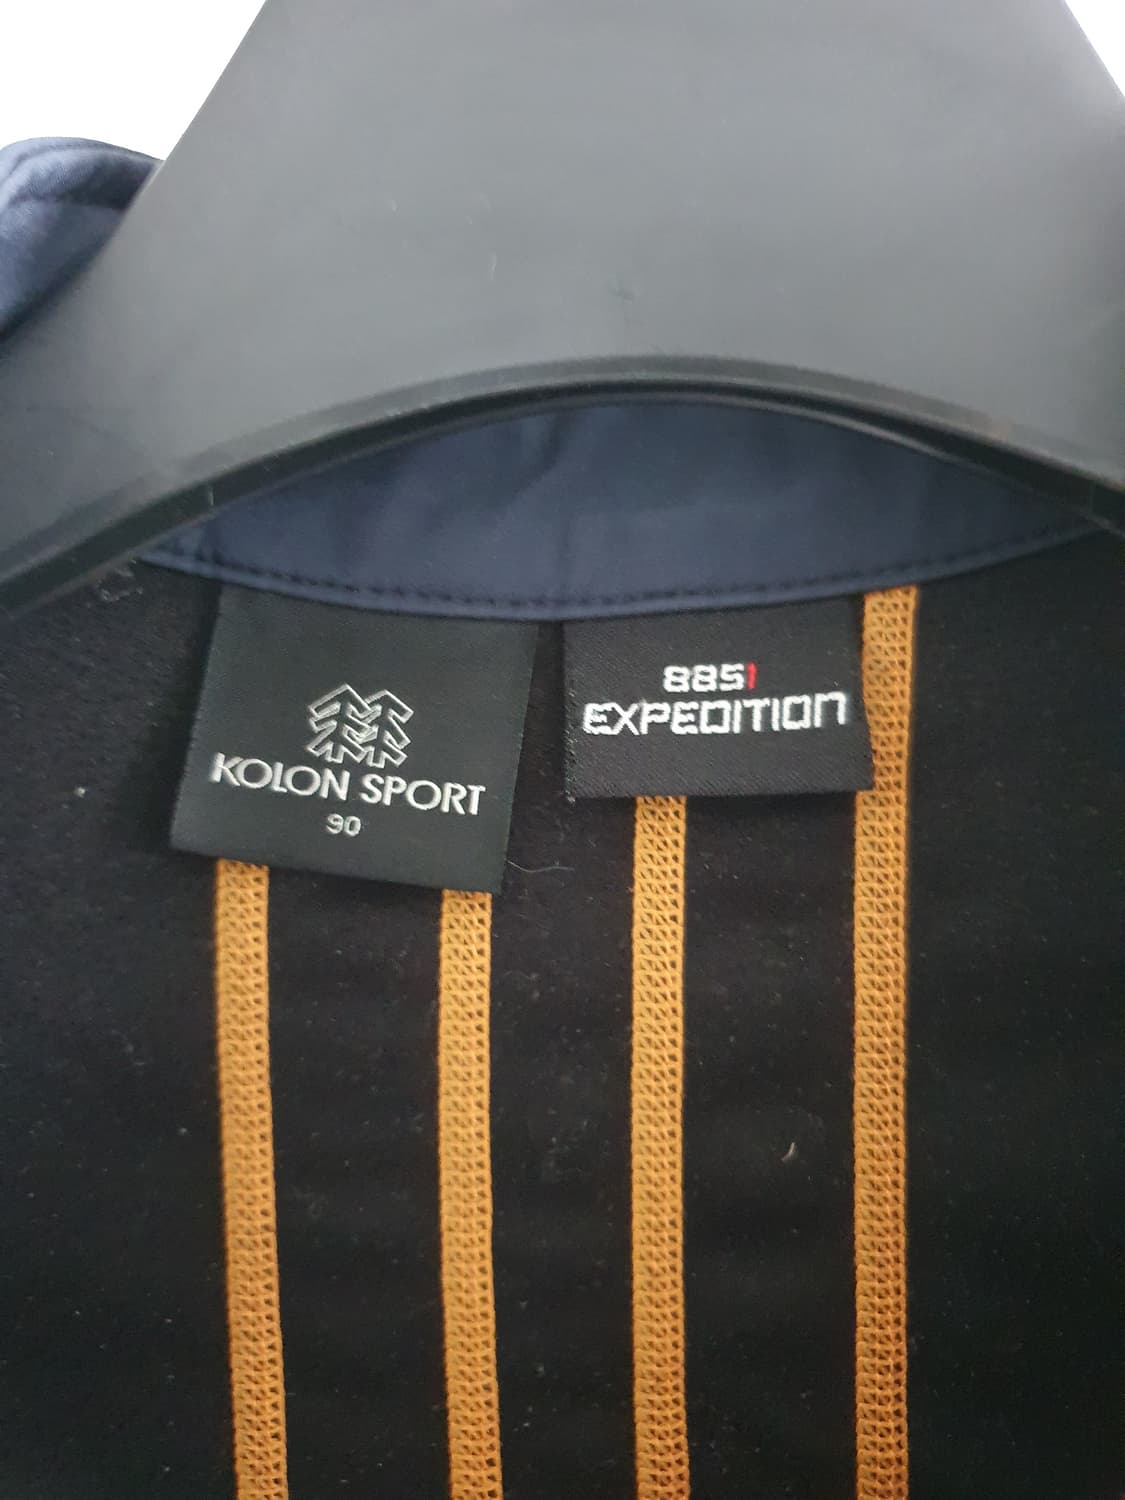 KOLON SPORT
90
8851
EXPEDITION